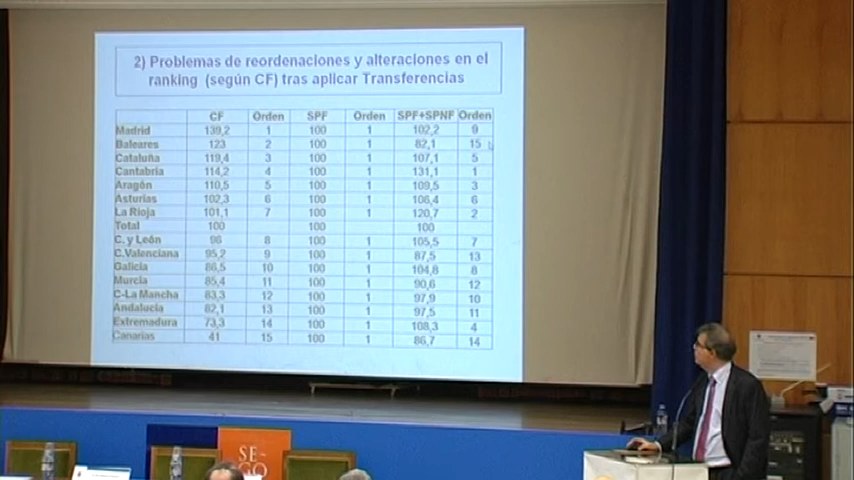 2) Problemas de reordenaciones y alteraciones en el
ranking (según CF) tras aplicar Transferencias
CF Orden SPF Orden SPF+SPNF Orden
Madrid 139,2 1 100 1 102,2 9
Baleares 123 2 100 1 82,1 15
Cataluña 119,4 3 100 1 107,1 5
Cantabria 114,2 4 100 1 131,1 1
Aragón 110,5 5 100 1 109,5 3
Asturias 102,3 6 100 1 106,4 6
La Rioja 101,1 7 100 1 120,7 2
Total 100 100 100
C. y León 96 8 100 1 105,5 7
C.Valenciana 95,2 9 100 1 87,5 13
Galicia 86,5 10 100 1 104,8 8
Murcia 85,4 11 100 1 90,6 12
C-La Mancha 83,3 12 100 1 97,9 10
Andalucía 82,1 13 100 1 97,5 11
Extremadura 73,3 14 100 1 108,3 4
Canarias 41 15 100 1 86,7 14
SE-
GO